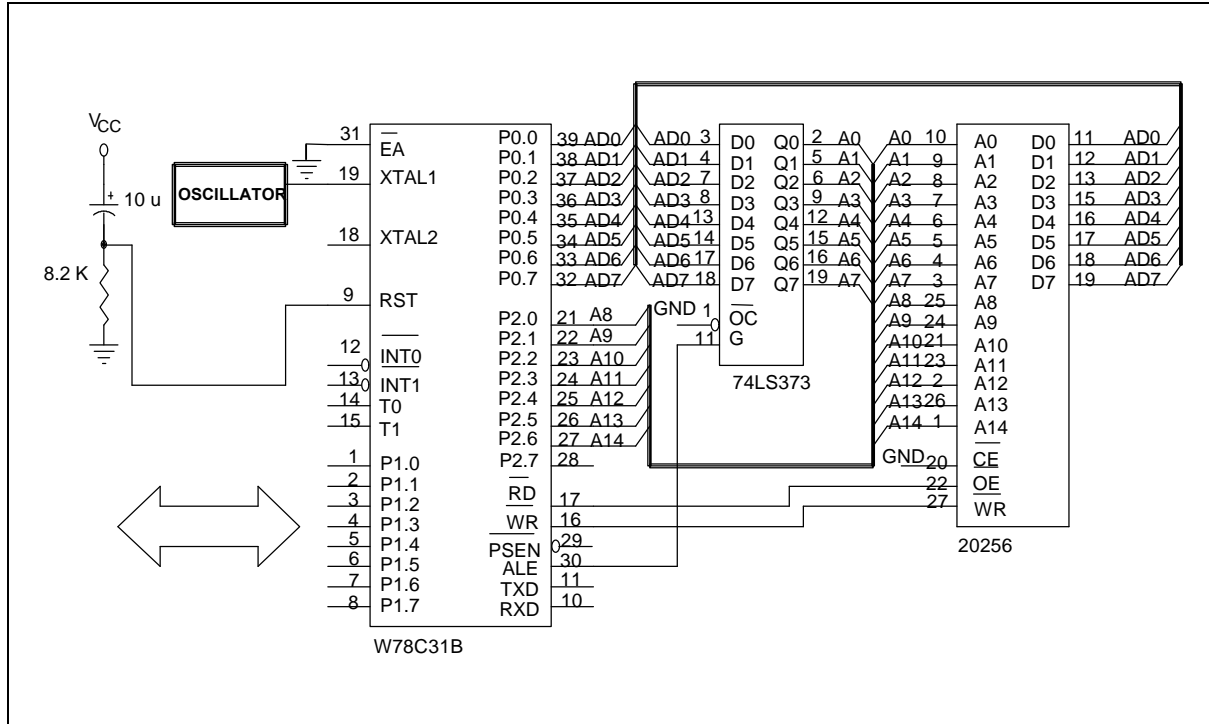 VCC
10 u
8.2 K
OSCILLATOR
31 EA
19 XTAL1
18 XTAL2
9 RST
12 INT0
13 INT1
14 T0
15 T1
1 P1.0
2 P1.1
3 P1.2
4 P1.3
5 P1.4
6 P1.5
7 P1.6
8 P1.7
P0.0 39 AD0
P0.1 38 AD1
P0.2 37 AD2
P0.3 36 AD3
P0.4 35 AD4
P0.5 34 AD5
P0.6 33 AD6
P0.7 32 AD7
P2.0 21 A8
P2.1 22 A9
P2.2 23 A10
P2.3 24 A11
P2.4 25 A12
P2.5 26 A13
P2.6 27 A14
P2.7 28
RD 17
WR 16
PSEN 29
ALE 30
TXD 11
RXD 10
W78C31B
AD0 3 D0 Q0 2 A0
AD1 4 D1 Q1 5 A1
AD2 7 D2 Q2 6 A2
AD3 8 D3 Q3 9 A3
AD4 13 D4 Q4 12 A4
AD5 14 D5 Q5 15 A5
AD6 17 D6 Q6 16 A6
AD7 18 D7 Q7 19 A7
GND 1 OC
11 G
74LS373
A0 10 A0 D0 11 AD0
A1 9 A1 D1 12 AD1
A2 8 A2 D2 13 AD2
A3 7 A3 D3 15 AD3
A4 6 A4 D4 16 AD4
A5 5 A5 D5 17 AD5
A6 4 A6 D6 18 AD6
A7 3 A7 D7 19 AD7
A8 25 A8
A9 24 A9
A10 21 A10
A11 23 A11
A12 2 A12
A13 26 A13
A14 1 A14
GND 20 CE
22 OE
27 WR
20256